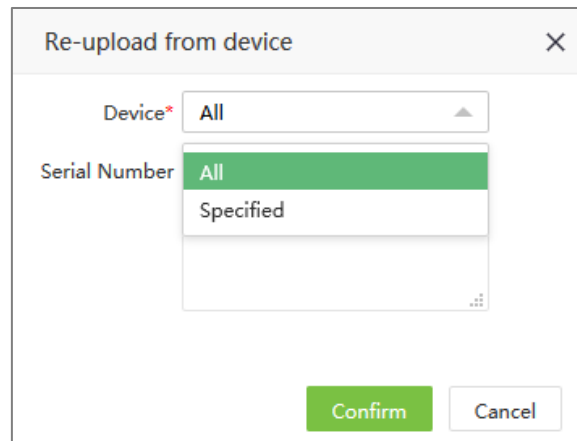 Re-upload from device
Device* All
Serial Number All
Specified
Confirm Cancel